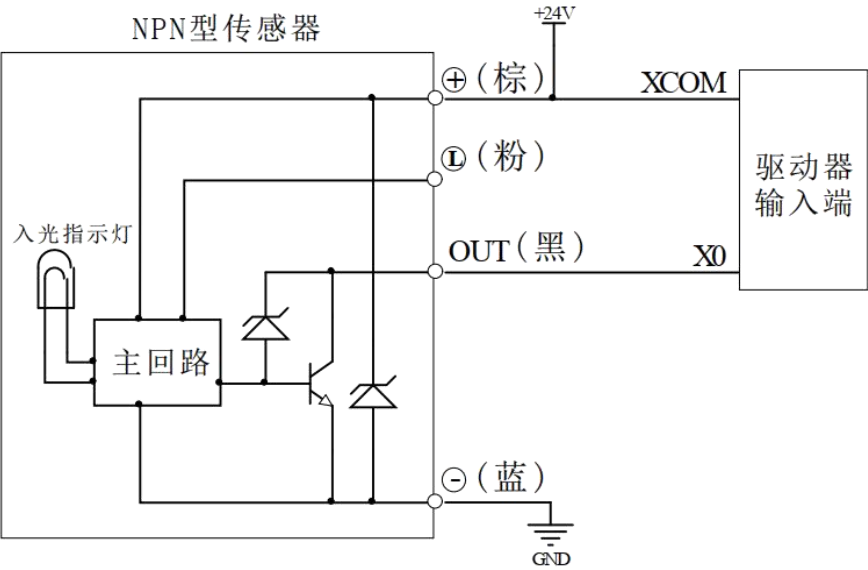 +24V
NPN型传感器
⊕(棕)
XCOM
Ⓛ(粉)
驱动器
输入端
入光指示灯
OUT(黑)
X0
主回路
⊖(蓝)
GND